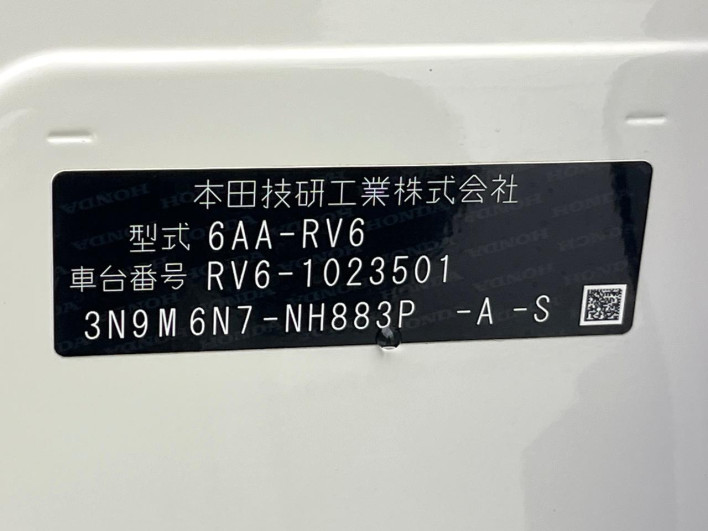 本田技研工業株式会社
型式 6AA-RV6
車台番号 RV6-1023501
3N9M6N7-NH883P -A-S